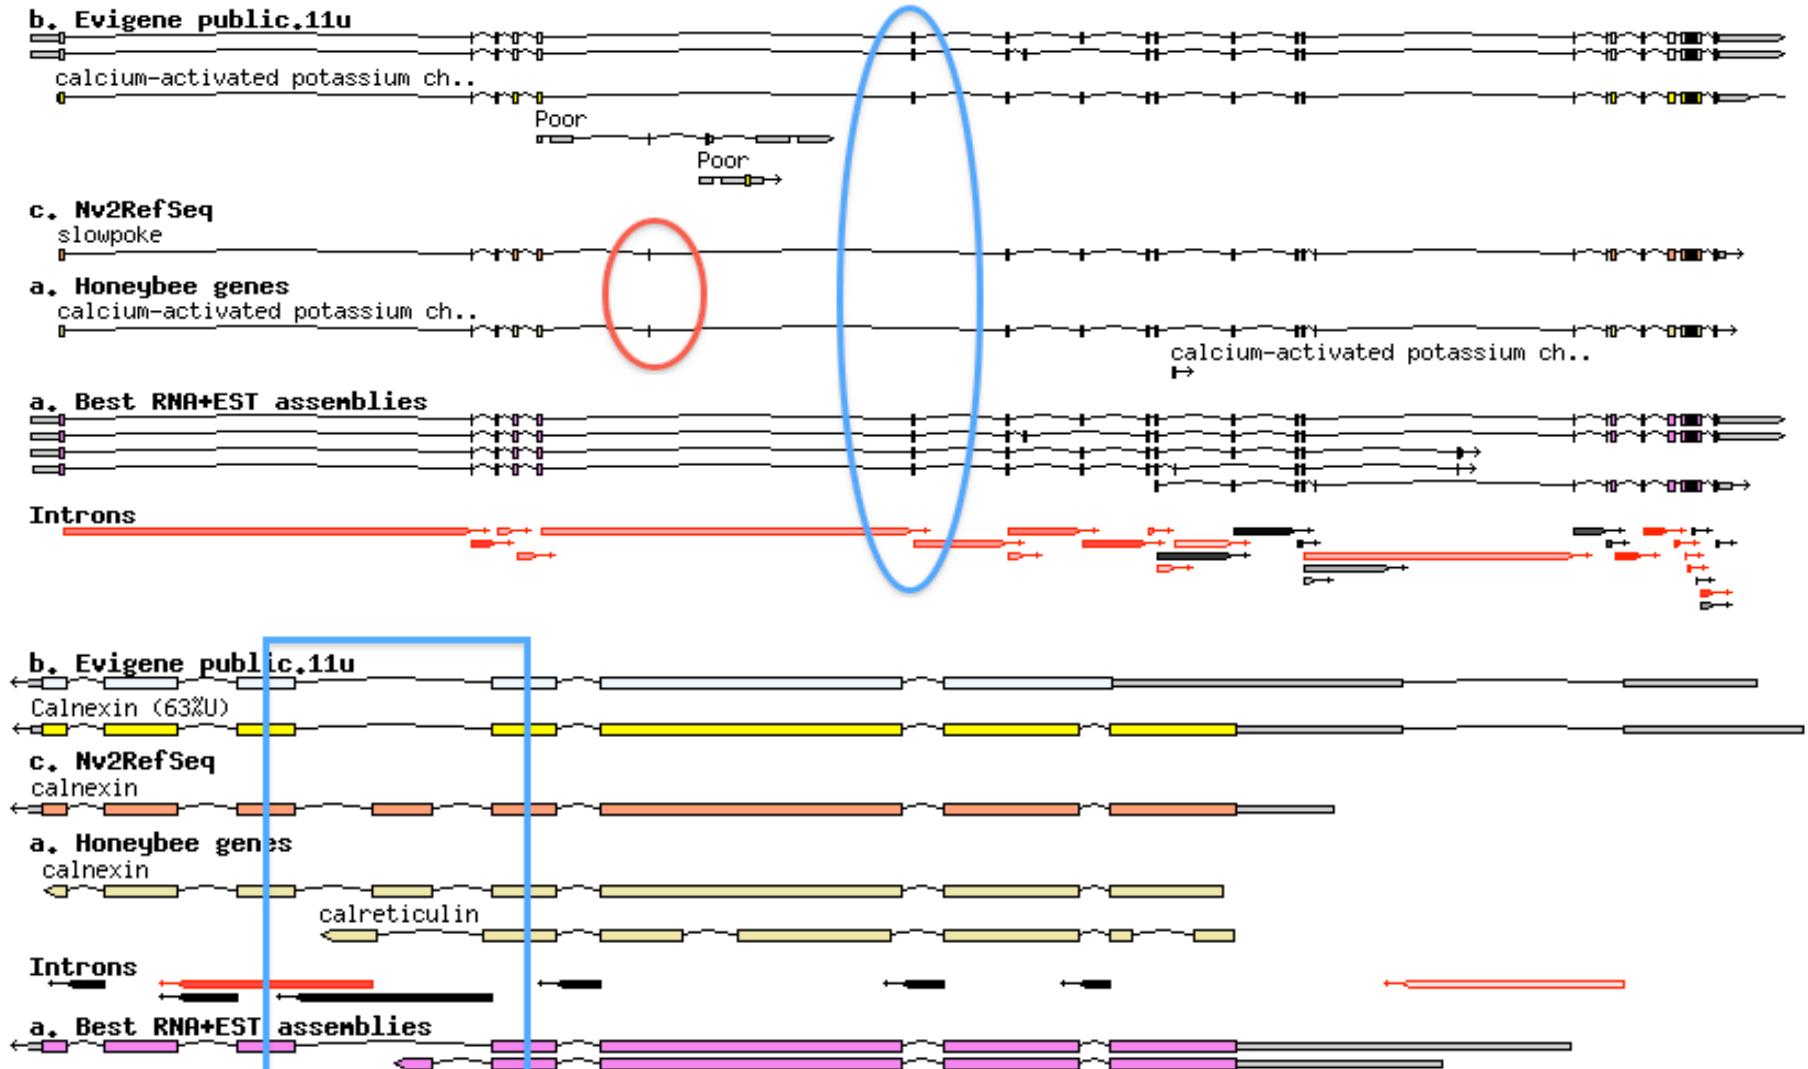 b. Evigene public.11u
calcium-activated potassium ch..
Poor
Poor
c. Nv2RefSeq
slowpoke
a. Honeybee genes
calcium-activated potassium ch..
calcium-activated potassium ch..
a. Best RNA+EST assemblies
Introns
b. Evigene public.11u
Calnexin (63%U)
c. Nv2RefSeq
calnexin
a. Honeybee genes
calnexin
calreticulin
Introns
a. Best RNA+EST assemblies